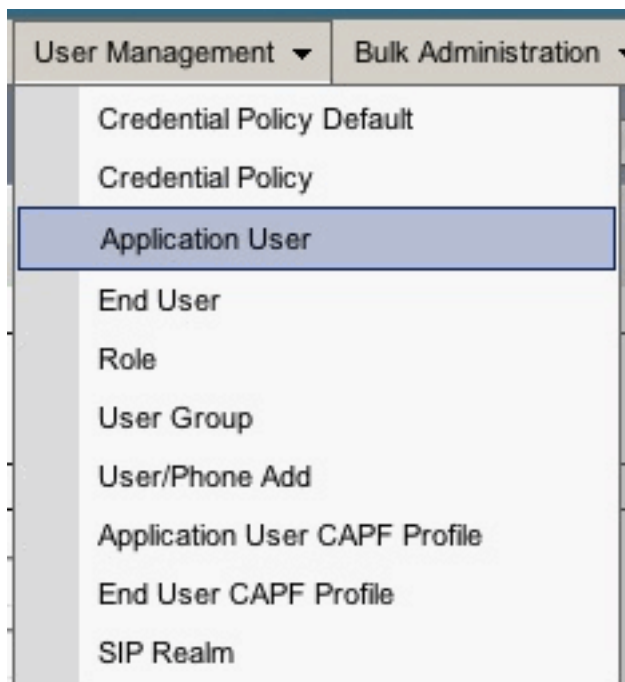 User Management Bulk Administration
Credential Policy Default
Credential Policy
Application User
End User
Role
User Group
User/Phone Add
Application User CAPF Profile
End User CAPF Profile
SIP Realm